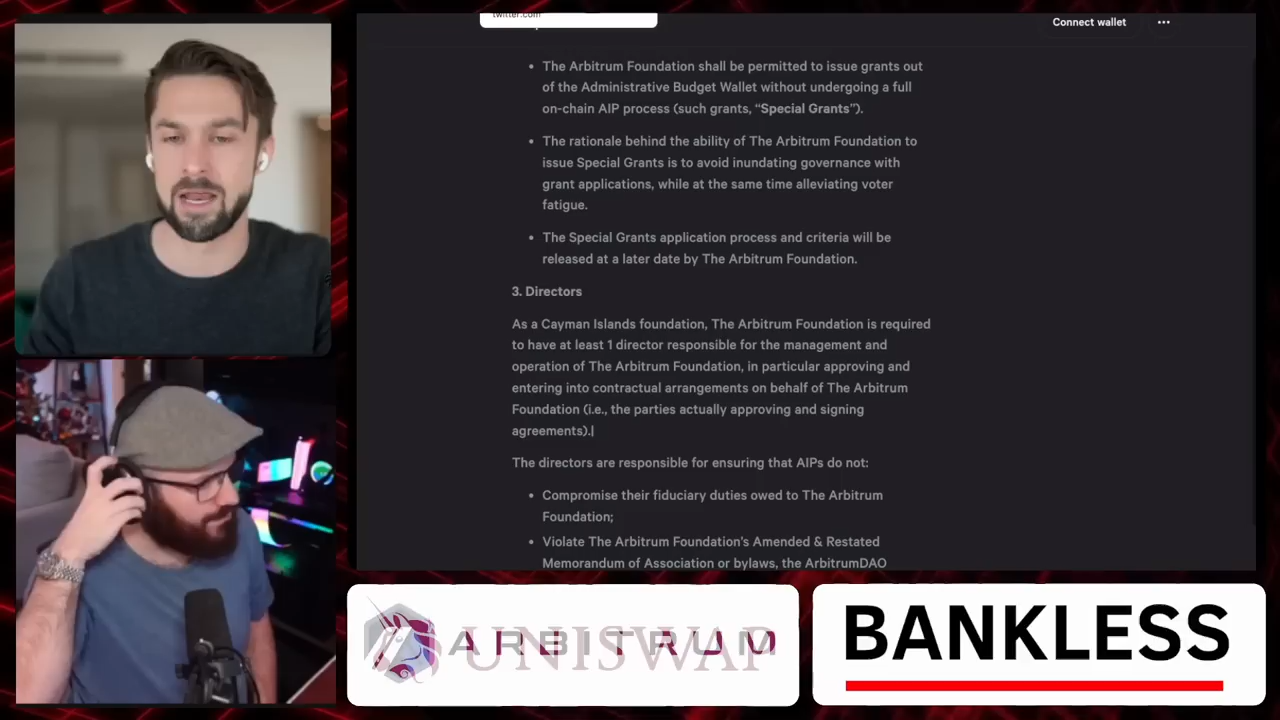 twitter.com
Connect wallet
• The Arbitrum Foundation shall be permitted to issue grants out
of the Administrative Budget Wallet without undergoing a full
on-chain AIP process (such grants, “Special Grants”).
• The rationale behind the ability of The Arbitrum Foundation to
issue Special Grants is to avoid inundating governance with
grant applications, while at the same time alleviating voter
fatigue.
• The Special Grants application process and criteria will be
released at a later date by The Arbitrum Foundation.
3. Directors
As a Cayman Islands foundation, The Arbitrum Foundation is required
to have at least 1 director responsible for the management and
operation of The Arbitrum Foundation, in particular approving and
entering into contractual arrangements on behalf of The Arbitrum
Foundation (i.e., the parties actually approving and signing
agreements).
The directors are responsible for ensuring that AIPs do not:
• Compromise their fiduciary duties owed to The Arbitrum
Foundation;
• Violate The Arbitrum Foundation's Amended & Restated
Memorandum of Association or bylaws, the ArbitrumDAO
ARBITRUM
UNISWAP
BANKLESS